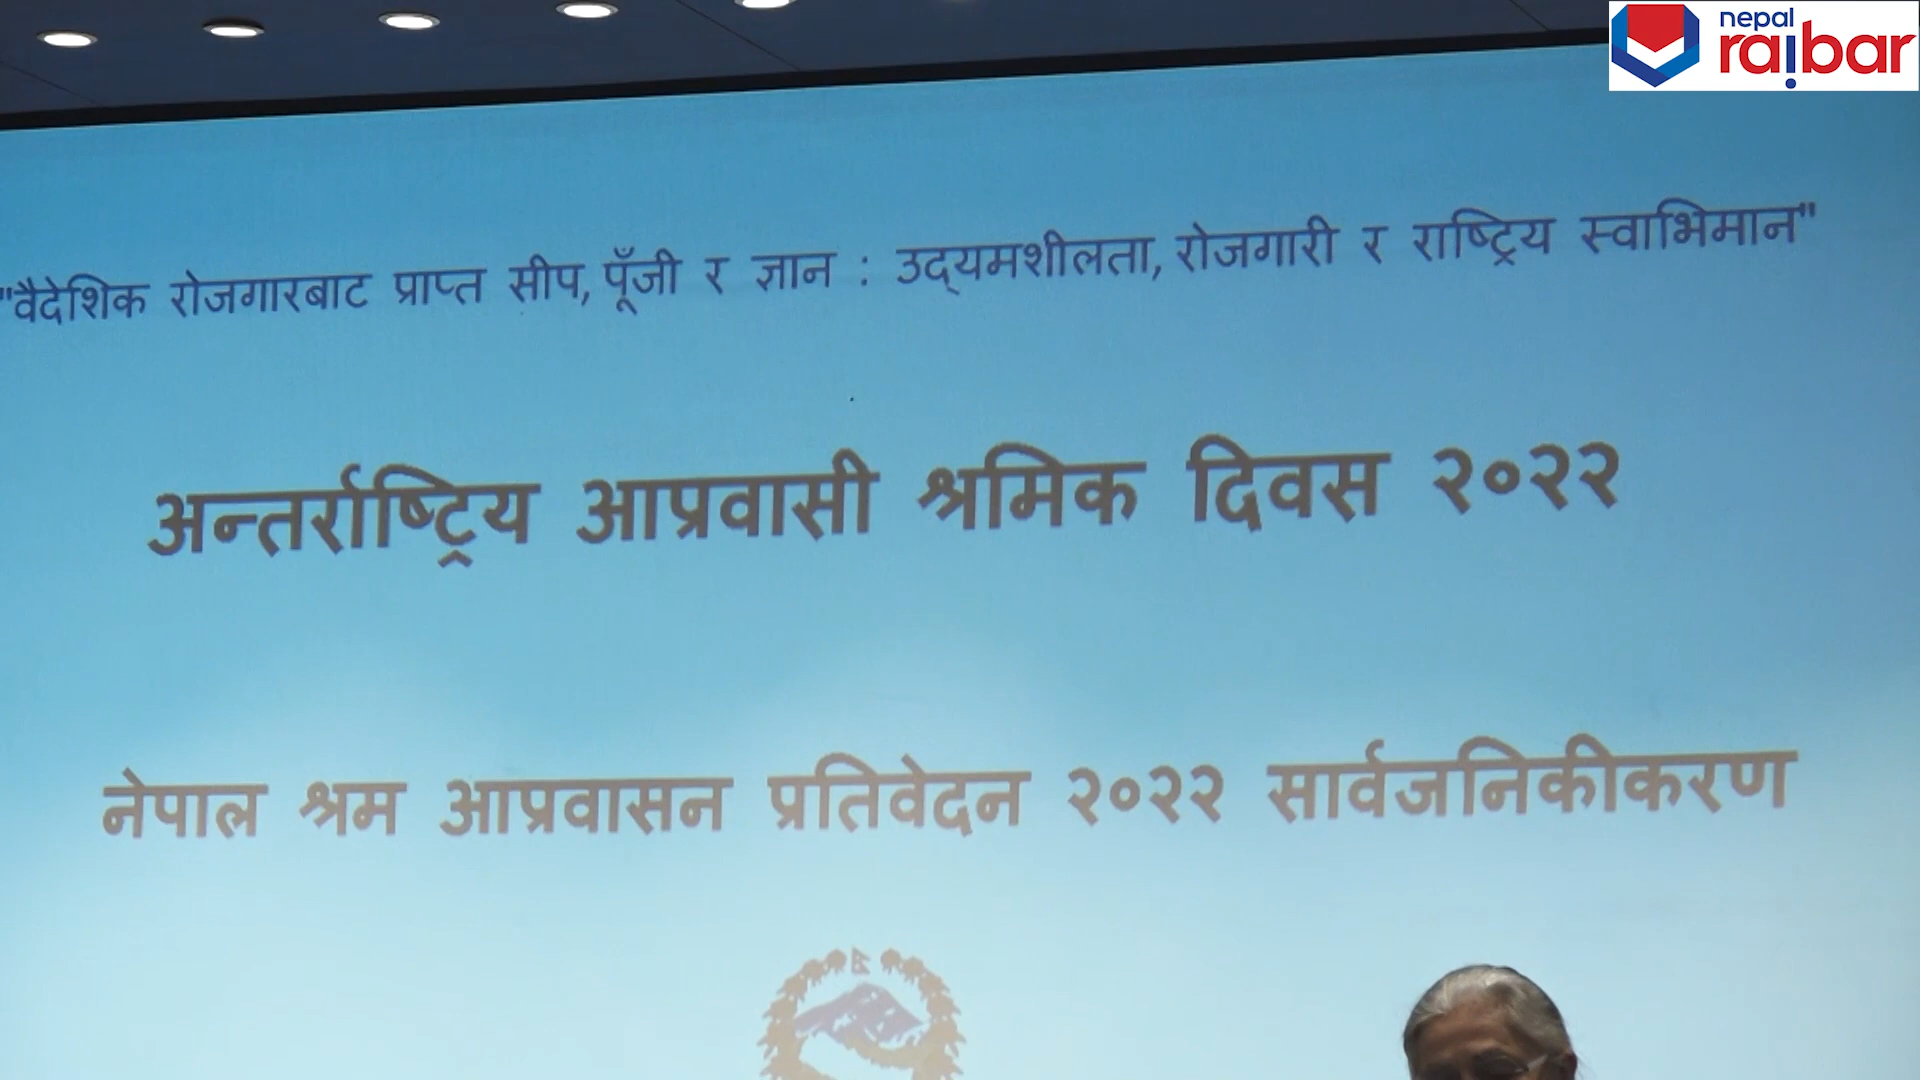 nepal
raibar
"वैदेशिक रोजगारबाट प्राप्त सीप, पूँजी र ज्ञान : उद्यमशीलता, रोजगारी र राष्ट्रिय स्वाभिमान"
अन्तर्राष्ट्रिय आप्रवासी श्रमिक दिवस २०२२
नेपाल श्रम आप्रवासन प्रतिवेदन २०२२ सार्वजनिकीकरण